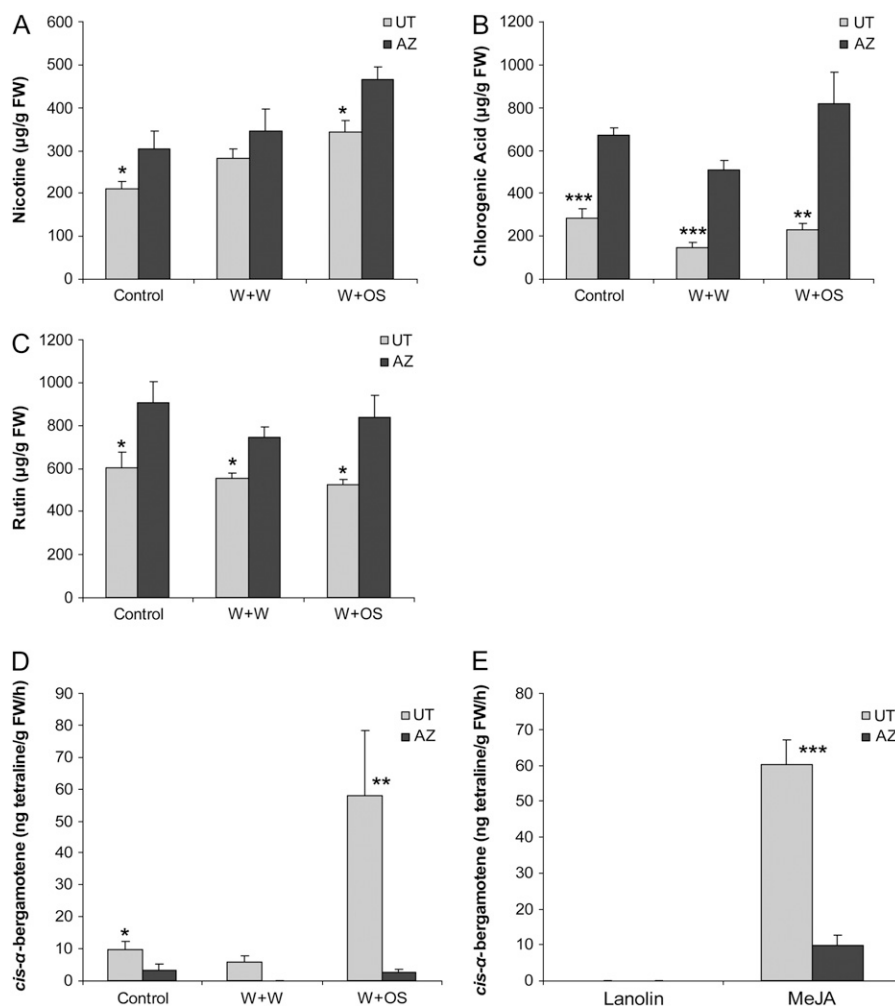 A
Nicotine (µg/g FW)
600
500
400
300
200
100
0
UT
AZ
*
*
Control
W+W
W+OS
B
Chlorogenic Acid (µg/g FW)
1200
1000
800
600
400
200
0
UT
AZ
***
***
**
Control
W+W
W+OS
C
Rutin (µg/g FW)
1200
1000
800
600
400
200
0
UT
AZ
*
*
*
Control
W+W
W+OS
D
cis-α-bergamotene (ng tetraline/g FW/h)
90
80
70
60
50
40
30
20
10
0
UT
AZ
*
**
Control
W+W
W+OS
E
cis-α-bergamotene (ng tetraline/g FW/h)
80
70
60
50
40
30
20
10
0
UT
AZ
***
Lanolin
MeJA